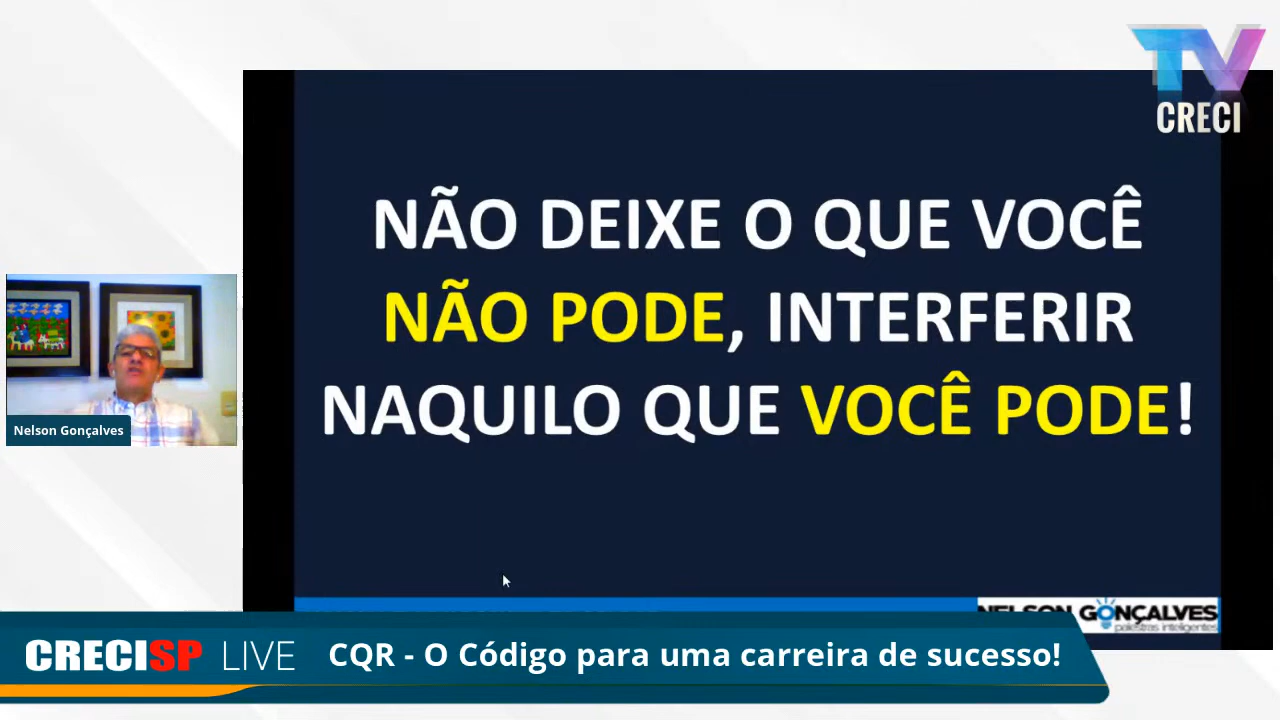 TV
CRECI
NÃO DEIXE O QUE VOCÊ
NÃO PODE, INTERFERIR
NAQUILO QUE VOCÊ PODE!
Nelson Gonçalves
NELSON GONÇALVES
palestras inteligentes
CRECISP LIVE
CQR - O Código para uma carreira de sucesso!